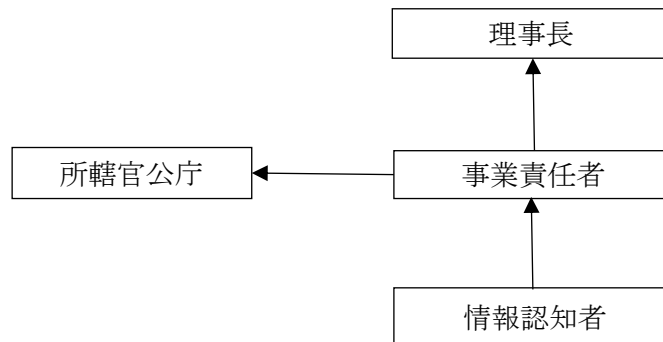 理事長
所轄官公庁
事業責任者
情報認知者